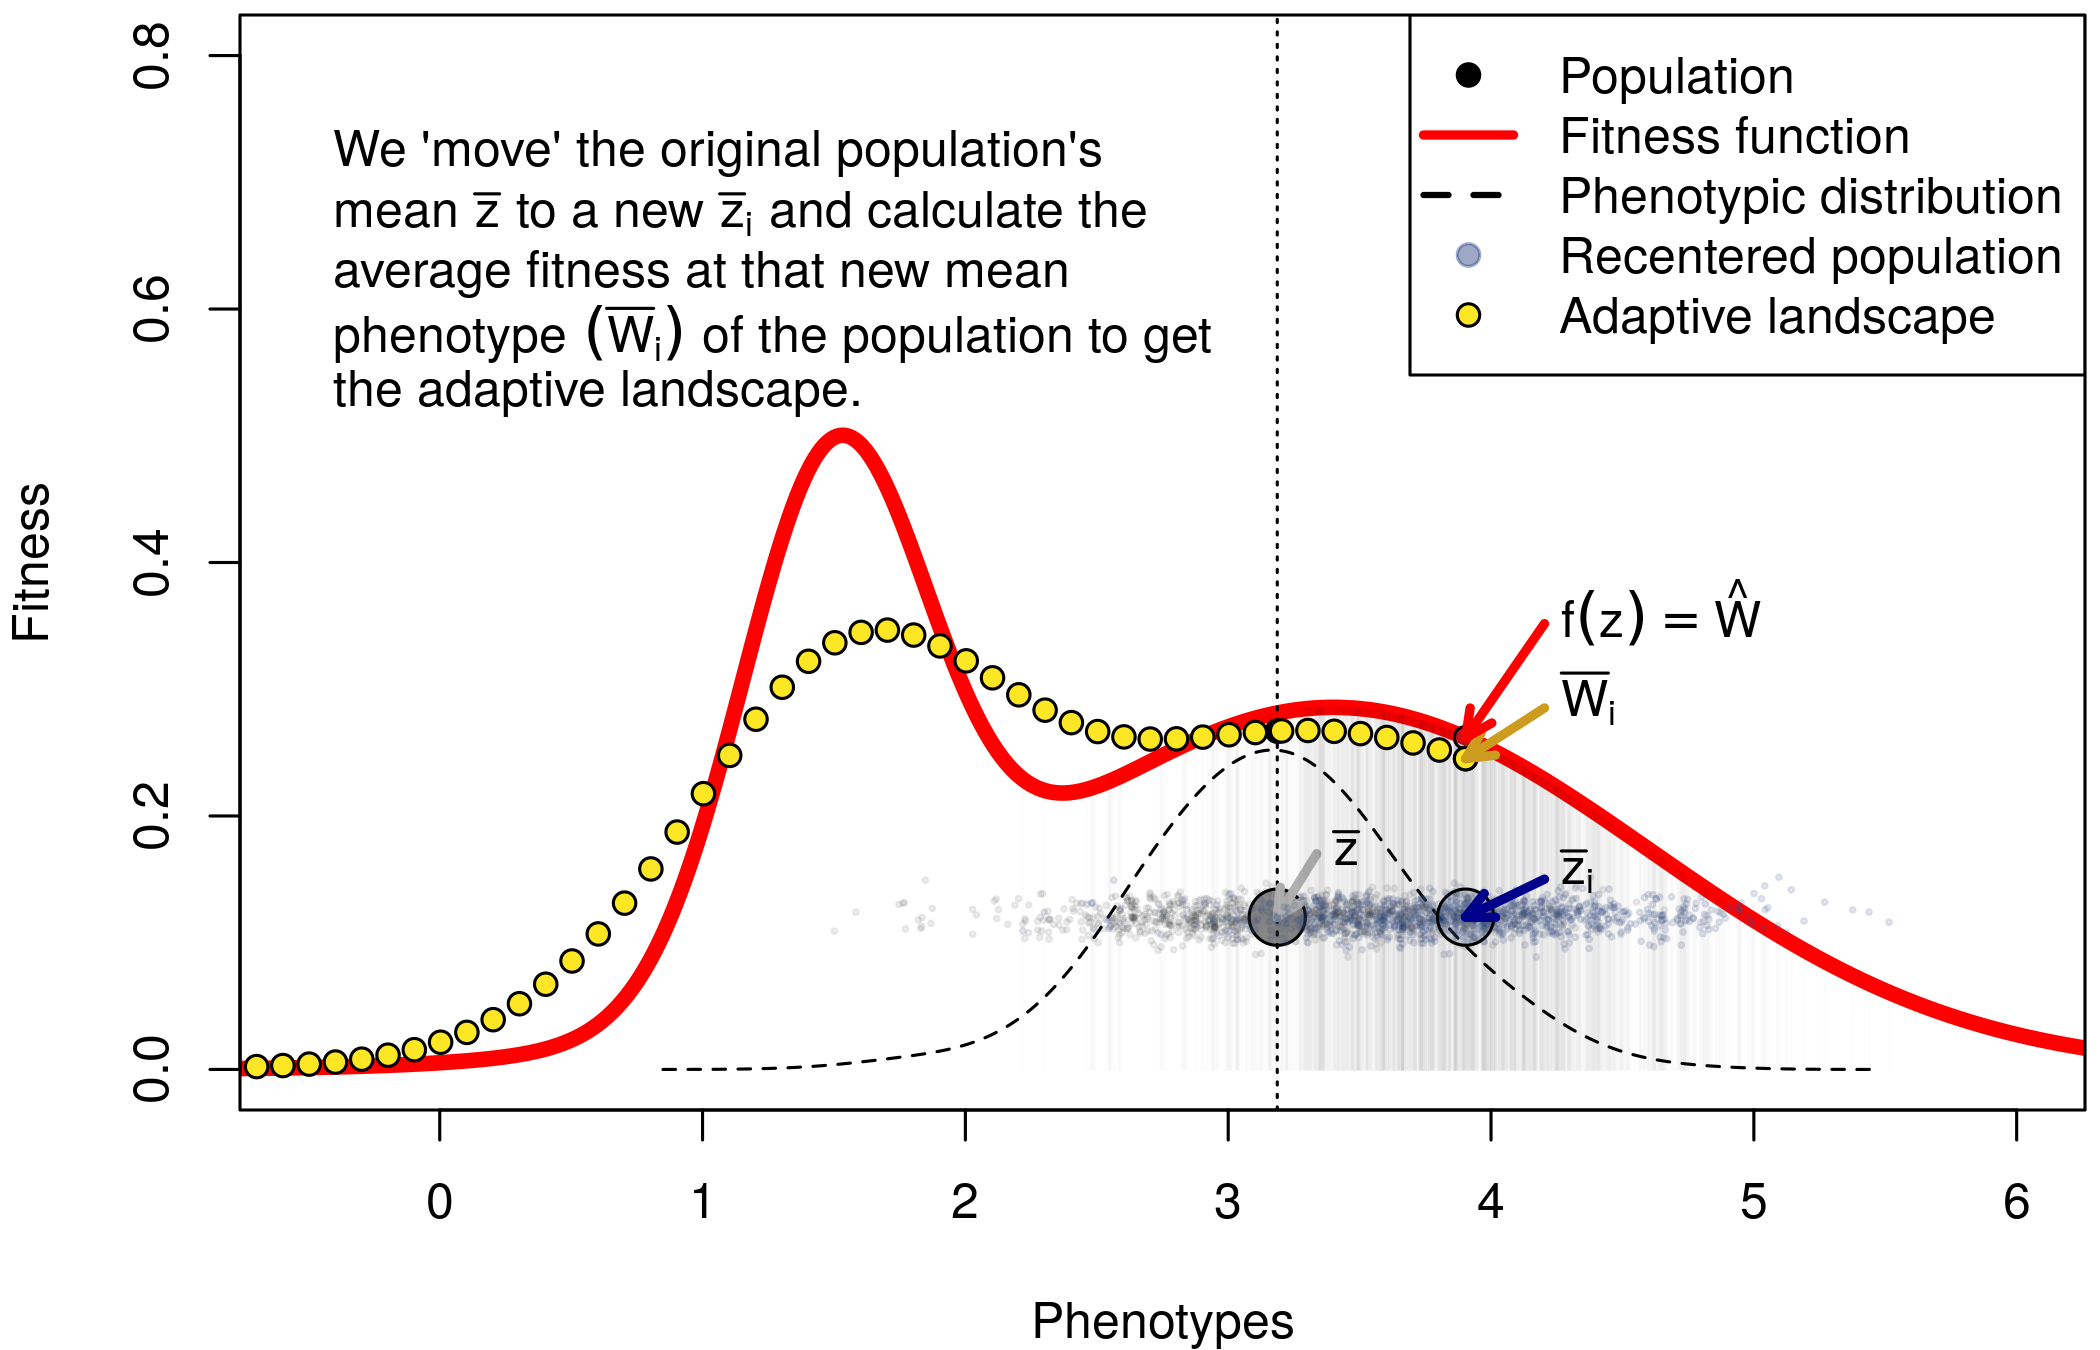 We 'move' the original population's
mean z̅ to a new z̅ᵢ and calculate the
average fitness at that new mean
phenotype (W̅ᵢ) of the population to get
the adaptive landscape.
Population
Fitness function
Phenotypic distribution
Recentered population
Adaptive landscape
f(z) = Ŵ
W̅ᵢ
z̅
z̅ᵢ
Fitness
0.8
0.6
0.4
0.2
0.0
0 1 2 3 4 5 6
Phenotypes